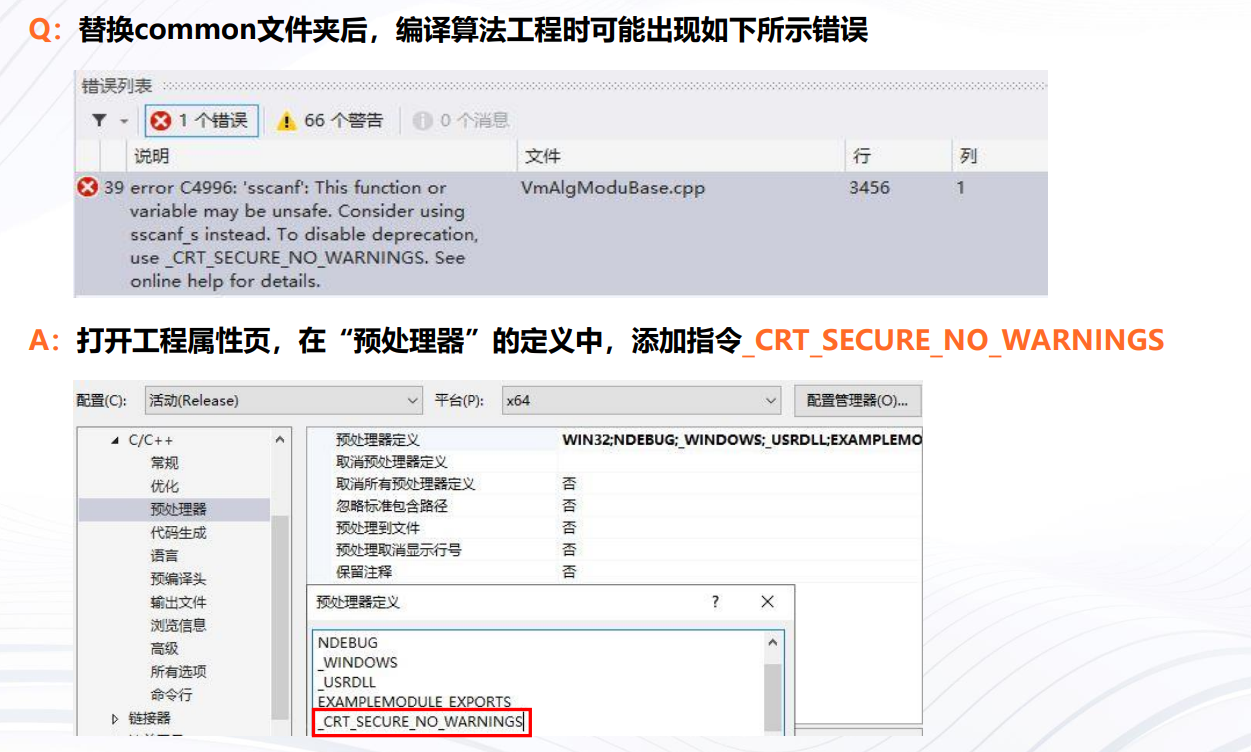 Q：替换common文件夹后，编译算法工程时可能出现如下所示错误
错误列表
1 个错误 66 个警告 0 个消息
说明 文件 行 列
39 error C4996: 'sscanf': This function or VmAlgModuBase.cpp 3456 1
variable may be unsafe. Consider using
sscanf_s instead. To disable deprecation,
use _CRT_SECURE_NO_WARNINGS. See
online help for details.
A：打开工程属性页，在“预处理器”的定义中，添加指令_CRT_SECURE_NO_WARNINGS
配置(C): 活动(Release) 平台(P): x64 配置管理器(O)...
C/C++
常规
优化
预处理器
代码生成
语言
预编译头
输出文件
浏览信息
高级
所有选项
命令行
链接器
预处理器定义 WIN32;NDEBUG;_WINDOWS;_USRDLL;EXAMPLEMO
取消预处理器定义
取消所有预处理器定义 否
忽略标准包含路径 否
预处理到文件 否
预处理取消显示行号 否
保留注释 否
预处理器定义 ?
NDEBUG
_WINDOWS
_USRDLL
EXAMPLEMODULE_EXPORTS
_CRT_SECURE_NO_WARNINGS